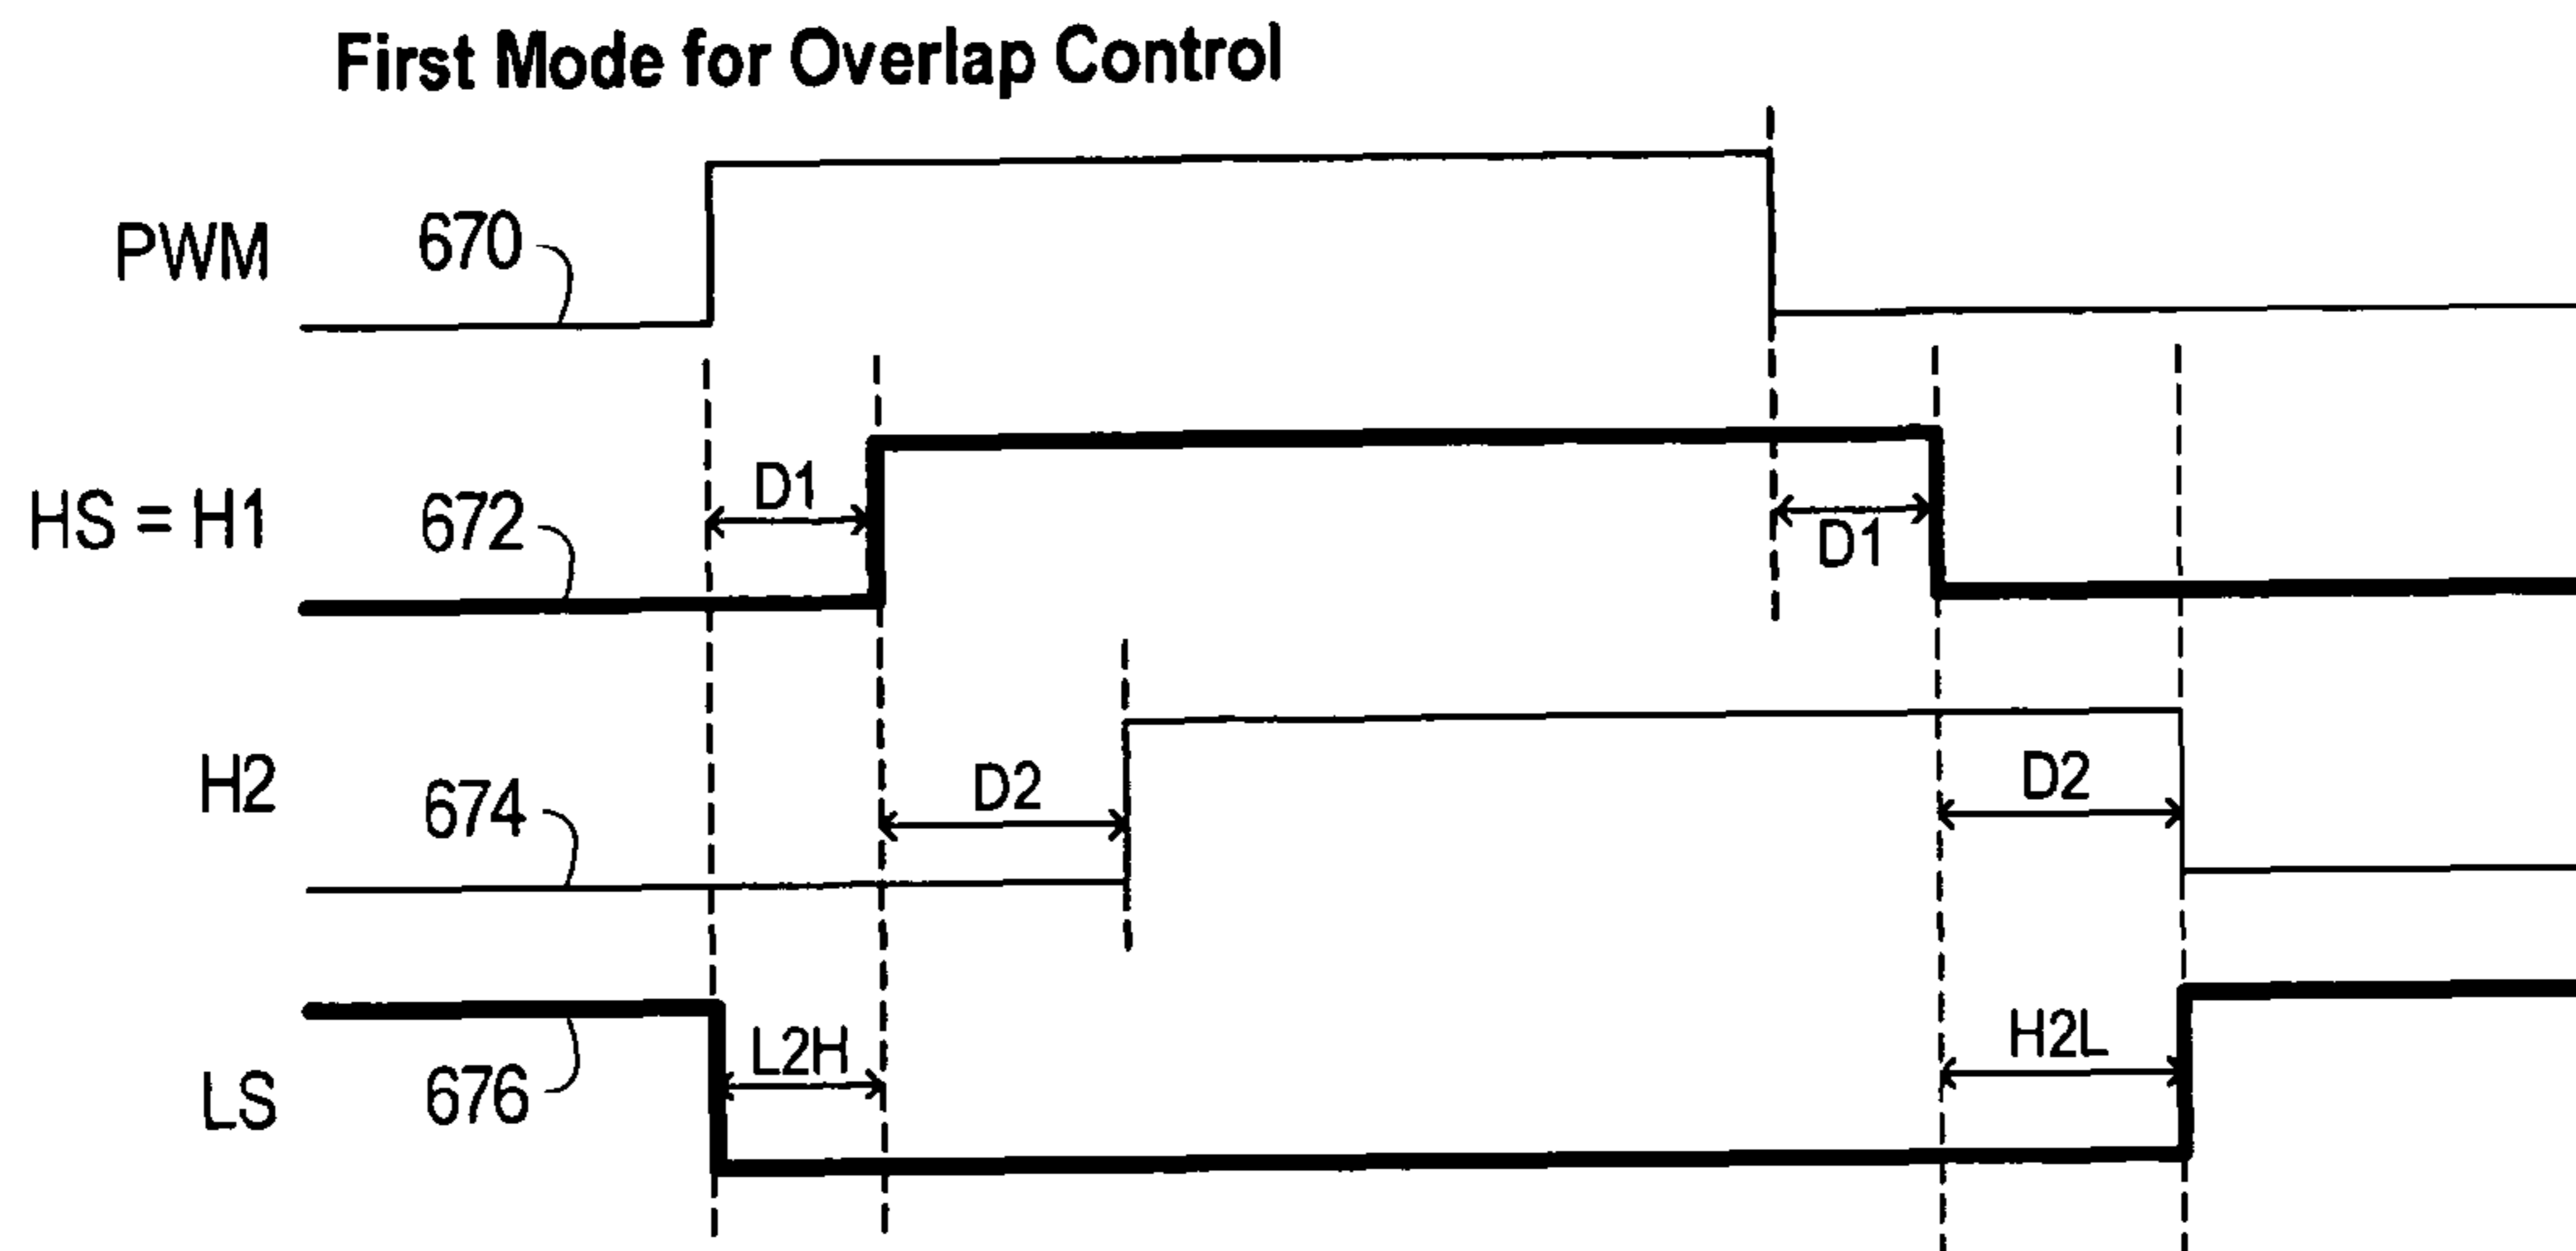 First Mode for Overlap Control
PWM 670
HS = H1 672 D1 D1
H2 674 D2 D2
LS 676 L2H H2L